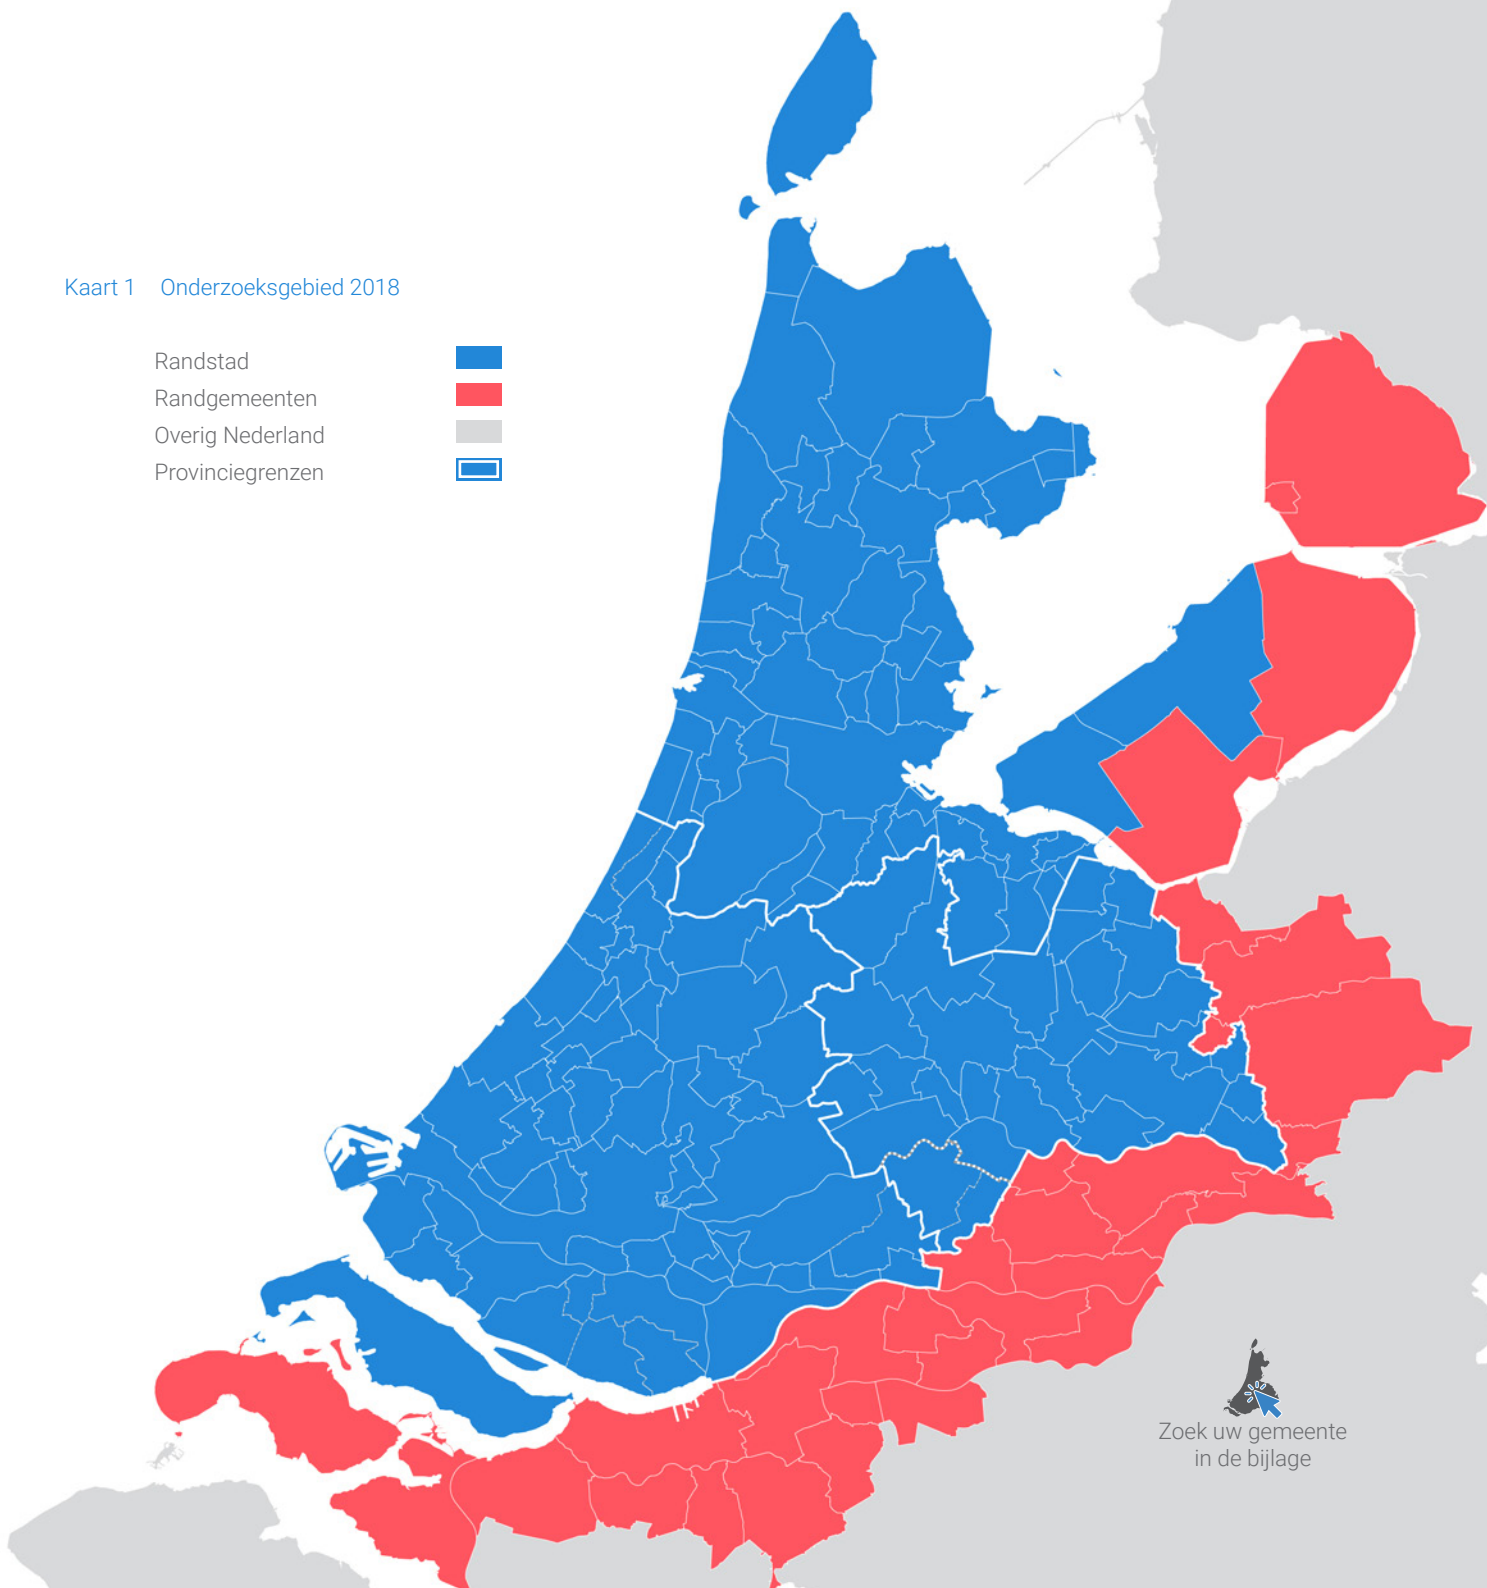 Kaart 1 Onderzoeksgebied 2018
Randstad
Randgemeenten
Overig Nederland
Provinciegrenzen
Zoek uw gemeente
in de bijlage